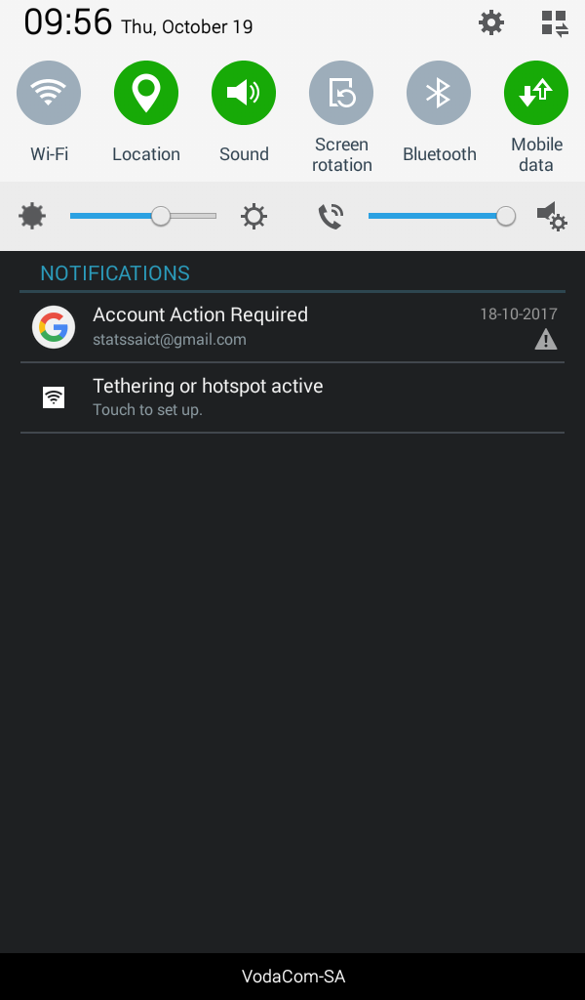 09:56 Thu, October 19
Wi-Fi
Location
Sound
Screen
rotation
Bluetooth
Mobile
data
NOTIFICATIONS
Account Action Required
18-10-2017
statssaict@gmail.com
Tethering or hotspot active
Touch to set up.
VodaCom-SA